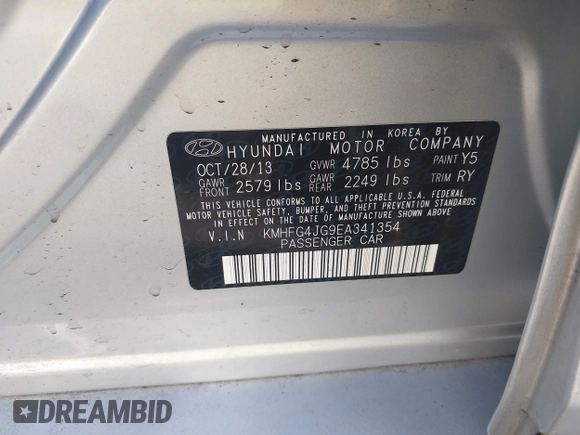 MANUFACTURED IN KOREA BY
HYUNDAI MOTOR COMPANY
OCT/28/13 GVWR 4785 lbs PAINT Y5
GAWR FRONT 2579 lbs GAWR REAR 2249 lbs TRIM RY
THIS VEHICLE CONFORMS TO ALL APPLICABLE U.S.A. FEDERAL
MOTOR VEHICLE SAFETY, BUMPER, AND THEFT PREVENTION STANDARDS
IN EFFECT ON THE DATE OF MANUFACTURE SHOWN ABOVE.
V.I.N KMHFG4JG9EA341354
PASSENGER CAR
DREAMBID